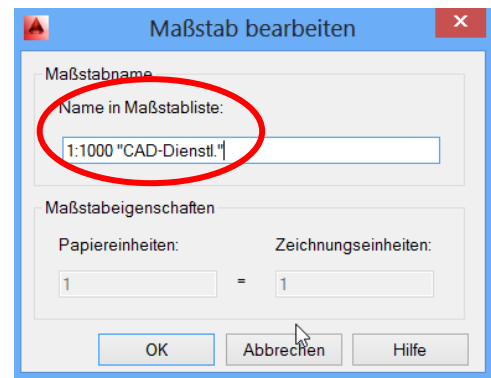 Maßstab bearbeiten
Maßstabname
Name in Maßstabliste:
1:1000 "CAD-Dienstl."
Maßstabeigenschaften
Papiereinheiten: Zeichnungseinheiten:
1 = 1
OK Abbrechen Hilfe